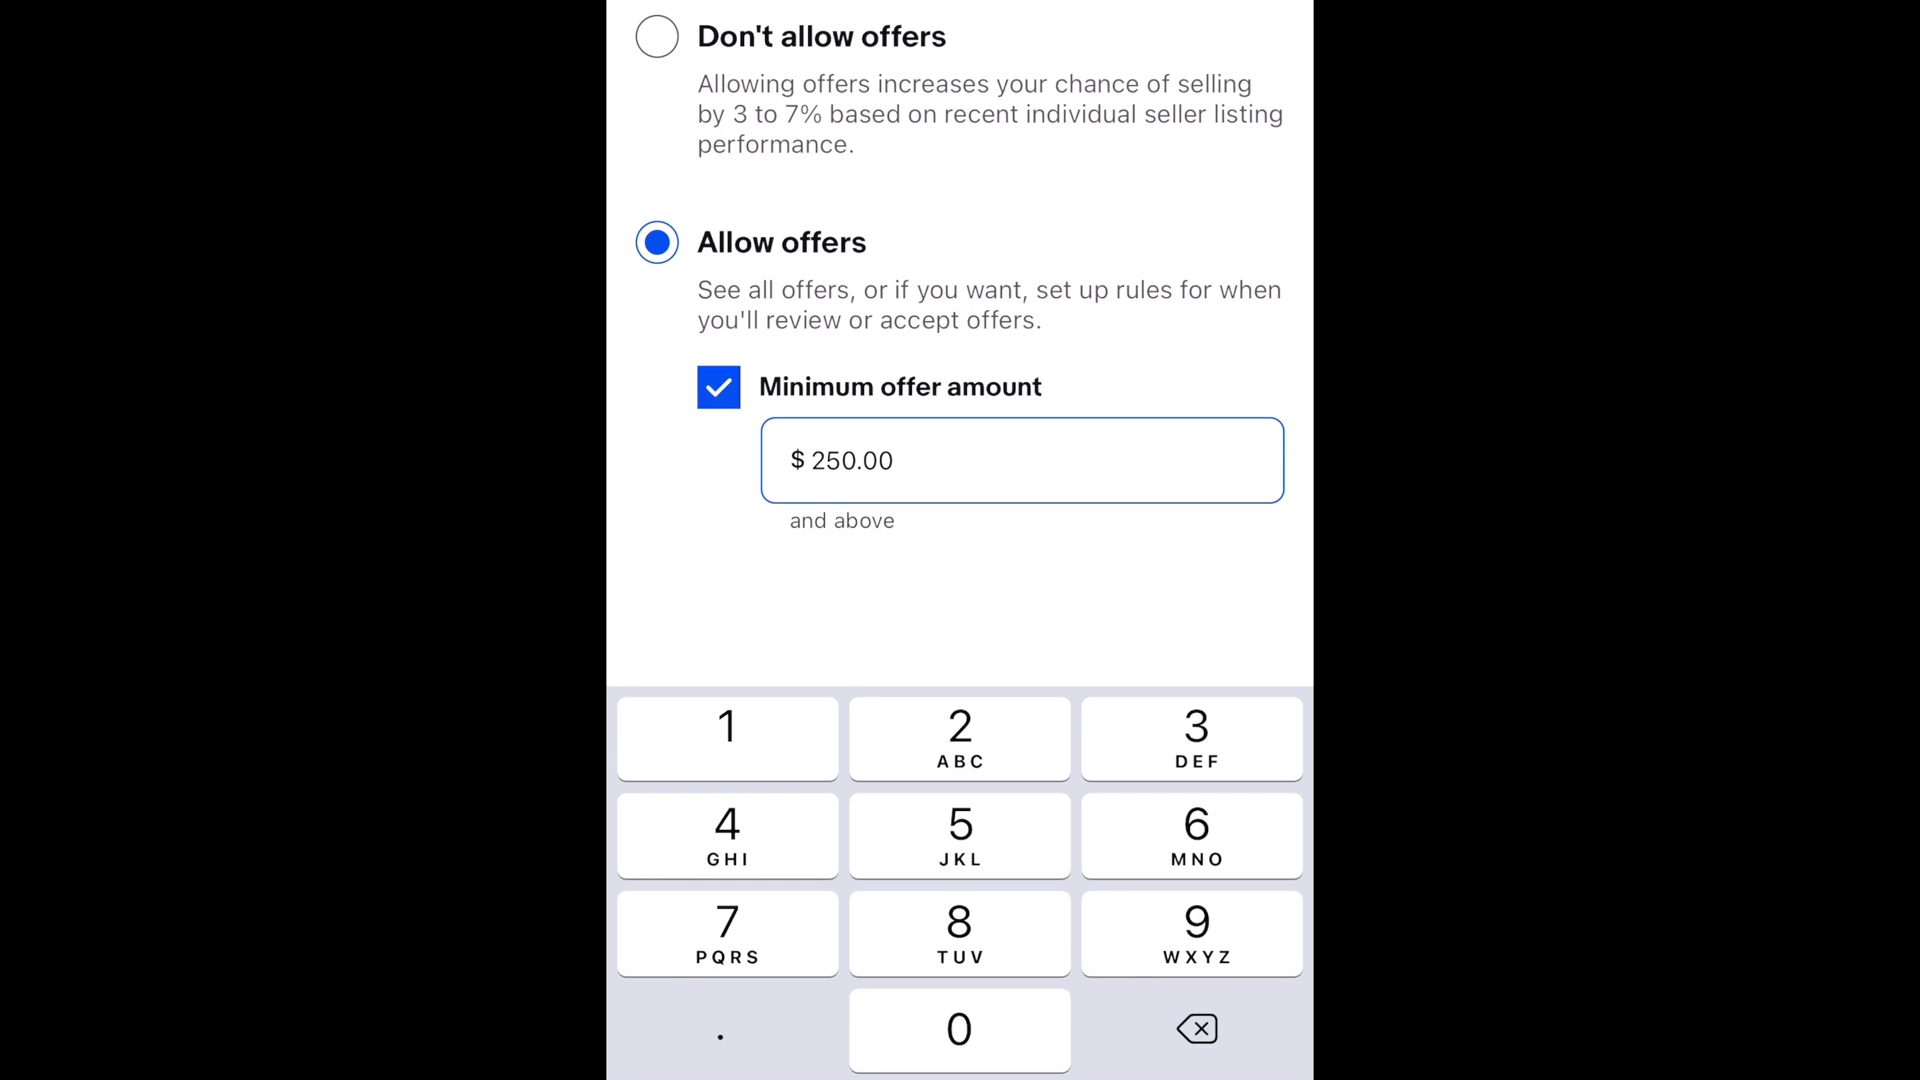 Don't allow offers
Allowing offers increases your chance of selling
by 3 to 7% based on recent individual seller listing
performance.
Allow offers
See all offers, or if you want, set up rules for when
you'll review or accept offers.
Minimum offer amount
$ 250.00
and above
1 2 3
ABC DEF
4 5 6
GHI JKL MNO
7 8 9
PQRS TUV WXYZ
. 0